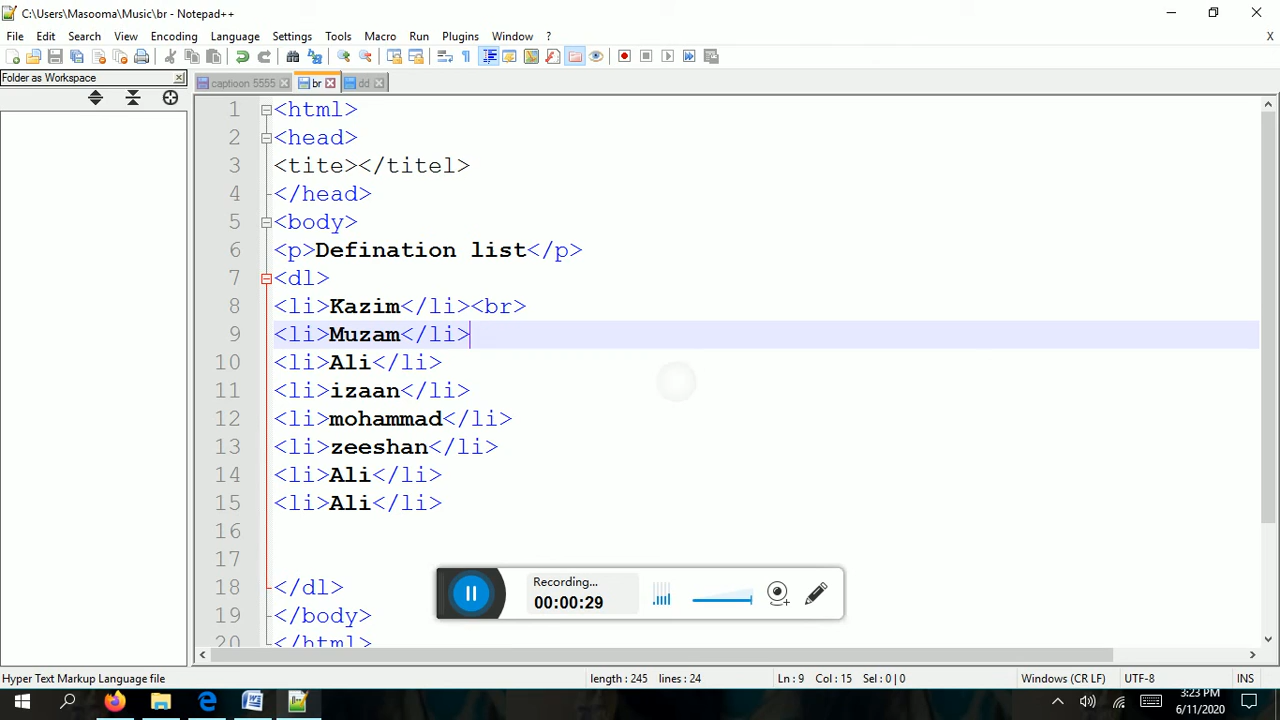 C:\Users\Masooma\Music\br - Notepad++
File Edit Search View Encoding Language Settings Tools Macro Run Plugins Window ? X
Folder as Workspace
captioon 5555 br dd
1 <html>
2 <head>
3 <tite></titel>
4 </head>
5 <body>
6 <p>Defination list</p>
7 <dl>
8 <li>Kazim</li><br>
9 <li>Muzam</li>
10 <li>Ali</li>
11 <li>izaan</li>
12 <li>mohammad</li>
13 <li>zeeshan</li>
14 <li>Ali</li>
15 <li>Ali</li>
16
17
18 </dl>
19 </body>
20 </html>
Recording...
00:00:29
Hyper Text Markup Language file length : 245 lines : 24 Ln : 9 Col : 15 Sel : 0 | 0 Windows (CR LF) UTF-8 INS
3:23 PM
6/11/2020